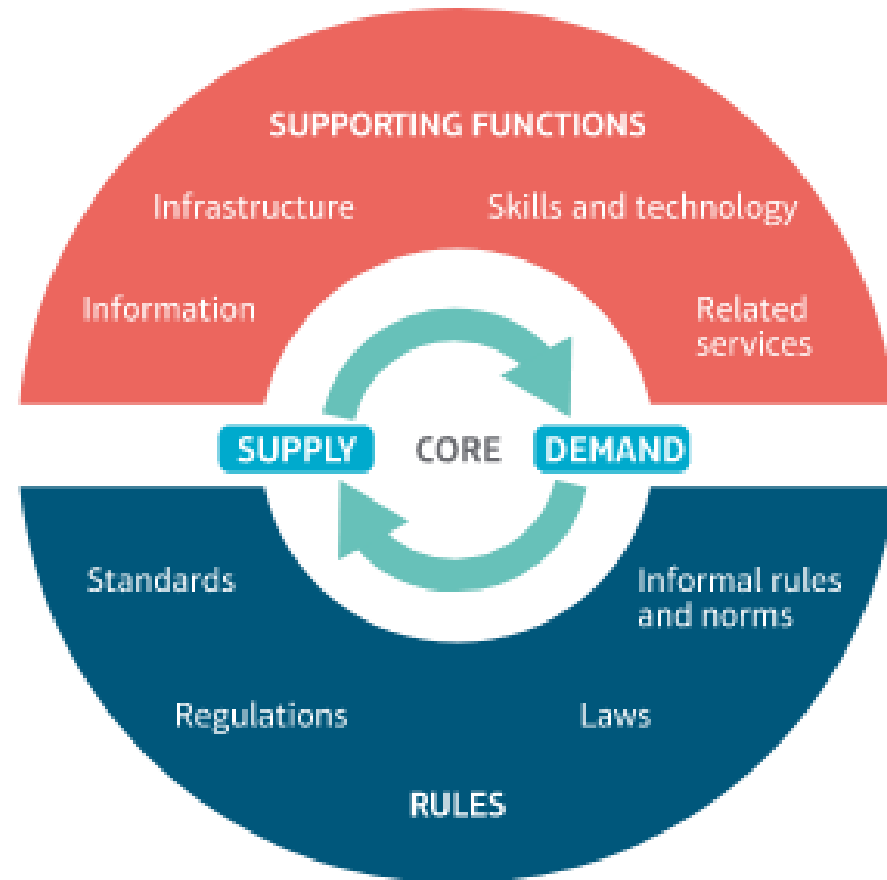 SUPPORTING FUNCTIONS
Infrastructure
Skills and technology
Information
Related
services
SUPPLY
CORE
DEMAND
Standards
Informal rules
and norms
Regulations
Laws
RULES